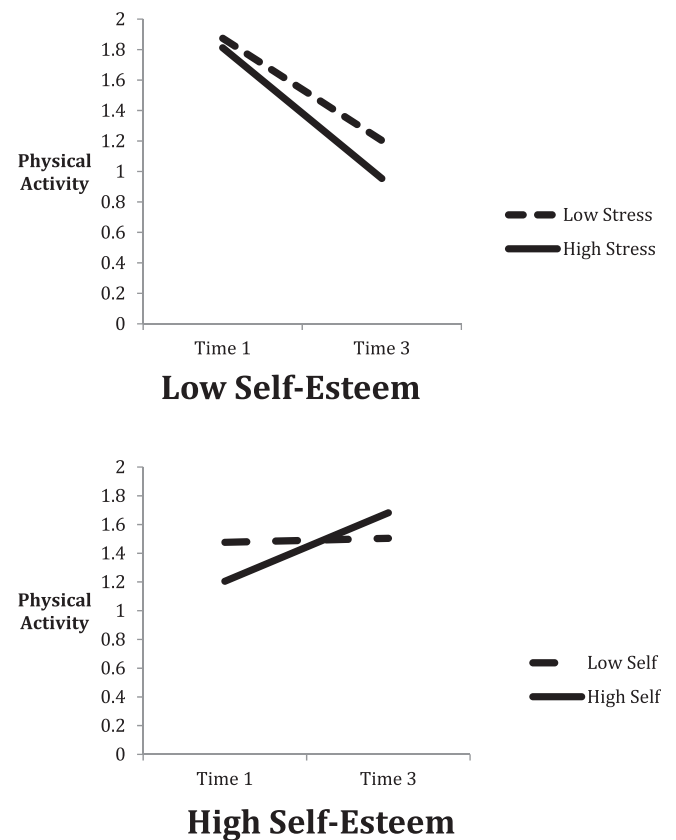 2
1.8
1.6
1.4
1.2
1
0.8
0.6
0.4
0.2
0
Physical
Activity
Time 1
Time 3
Low Stress
High Stress
Low Self-Esteem
2
1.8
1.6
1.4
1.2
1
0.8
0.6
0.4
0.2
0
Physical
Activity
Time 1
Time 3
Low Self
High Self
High Self-Esteem